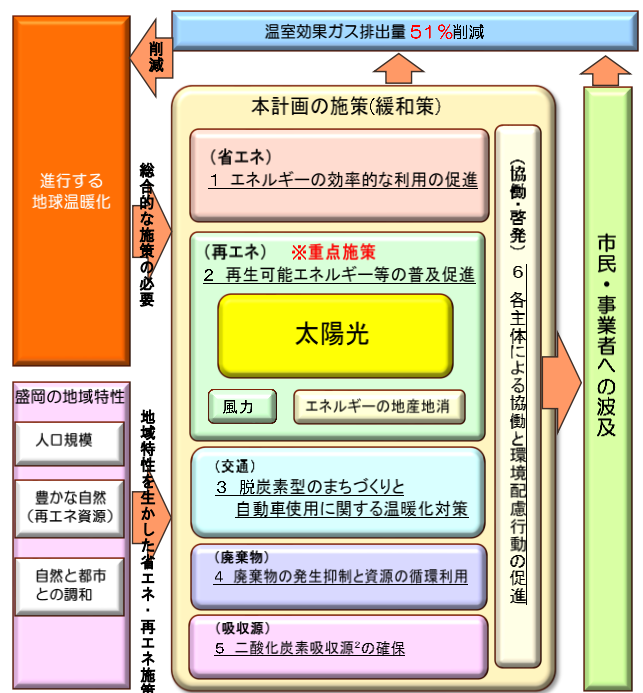 温室効果ガス排出量51%削減
削減
本計画の施策(緩和策)
進行する
地球温暖化
総合的な施策の必要
(省エネ)
1 エネルギーの効率的な利用の促進
(再エネ) ※重点施策
2 再生可能エネルギー等の普及促進
太陽光
風力
エネルギーの地産地消
(交通)
3 脱炭素型のまちづくりと
自動車使用に関する温暖化対策
(廃棄物)
4 廃棄物の発生抑制と資源の循環利用
(吸収源)
5 二酸化炭素吸収源2の確保
(協働・啓発) 6 各主体による協働と環境配慮行動の促進
市民・事業者への波及
盛岡の地域特性
人口規模
豊かな自然
(再エネ資源)
自然と都市
との調和
地域特性を生かした省エネ・再エネ施策